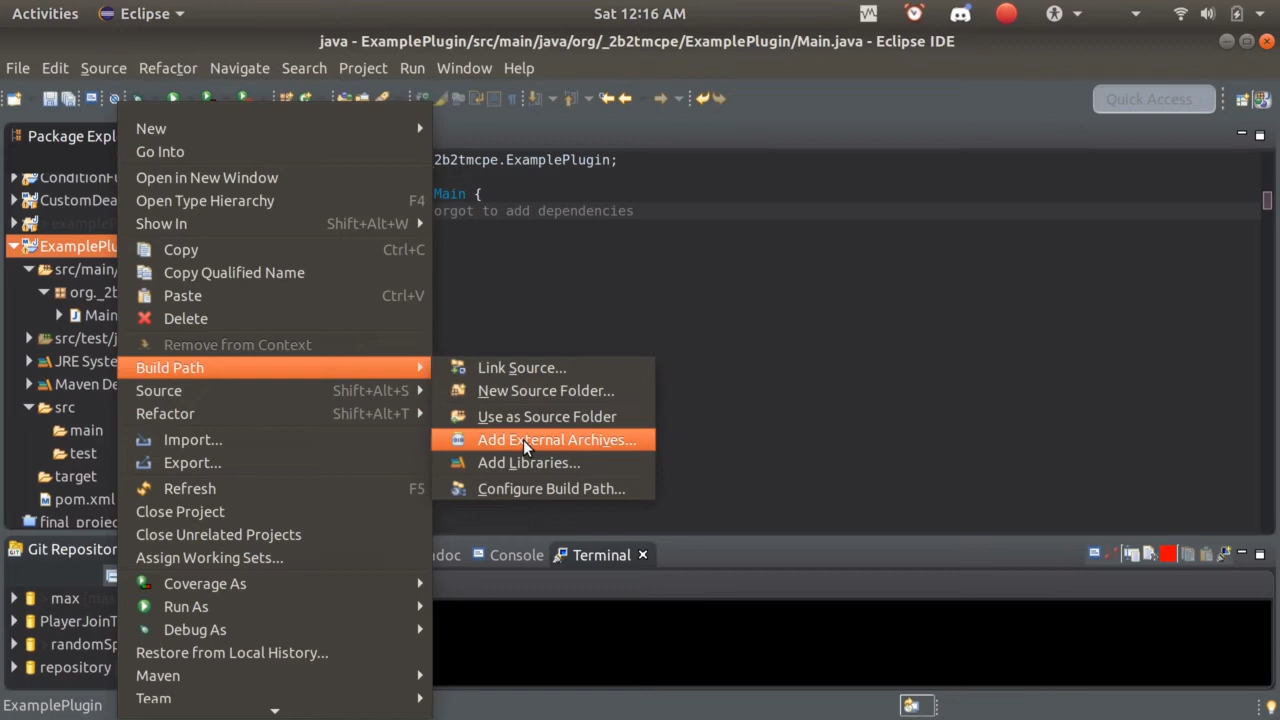 Activities Eclipse Sat 12:16 AM
java - ExamplePlugin/src/main/java/org/_2b2tmcpe/ExamplePlugin/Main.java - Eclipse IDE
File Edit Source Refactor Navigate Search Project Run Window Help
Quick Access
Package Expl
ConditionFu
CustomDea
ExamplePlu
src/main/
org._2b
Main
src/test/j
JRE Syste
Maven De
src
main
test
target
pom.xml
final_projec
2b2tmcpe.ExamplePlugin;
Main {
orgot to add dependencies
New
Go Into
Open in New Window
Open Type Hierarchy F4
Show In Shift+Alt+W
Copy Ctrl+C
Copy Qualified Name
Paste Ctrl+V
Delete
Remove from Context
Build Path
Source Shift+Alt+S
Refactor Shift+Alt+T
Import...
Export...
Refresh F5
Close Project
Close Unrelated Projects
Assign Working Sets...
Coverage As
Run As
Debug As
Restore from Local History...
Maven
Team
Link Source...
New Source Folder...
Use as Source Folder
Add External Archives...
Add Libraries...
Configure Build Path...
Git Repositor
max
PlayerJoinT
randomSp
repository
doc Console Terminal
ExamplePlugin